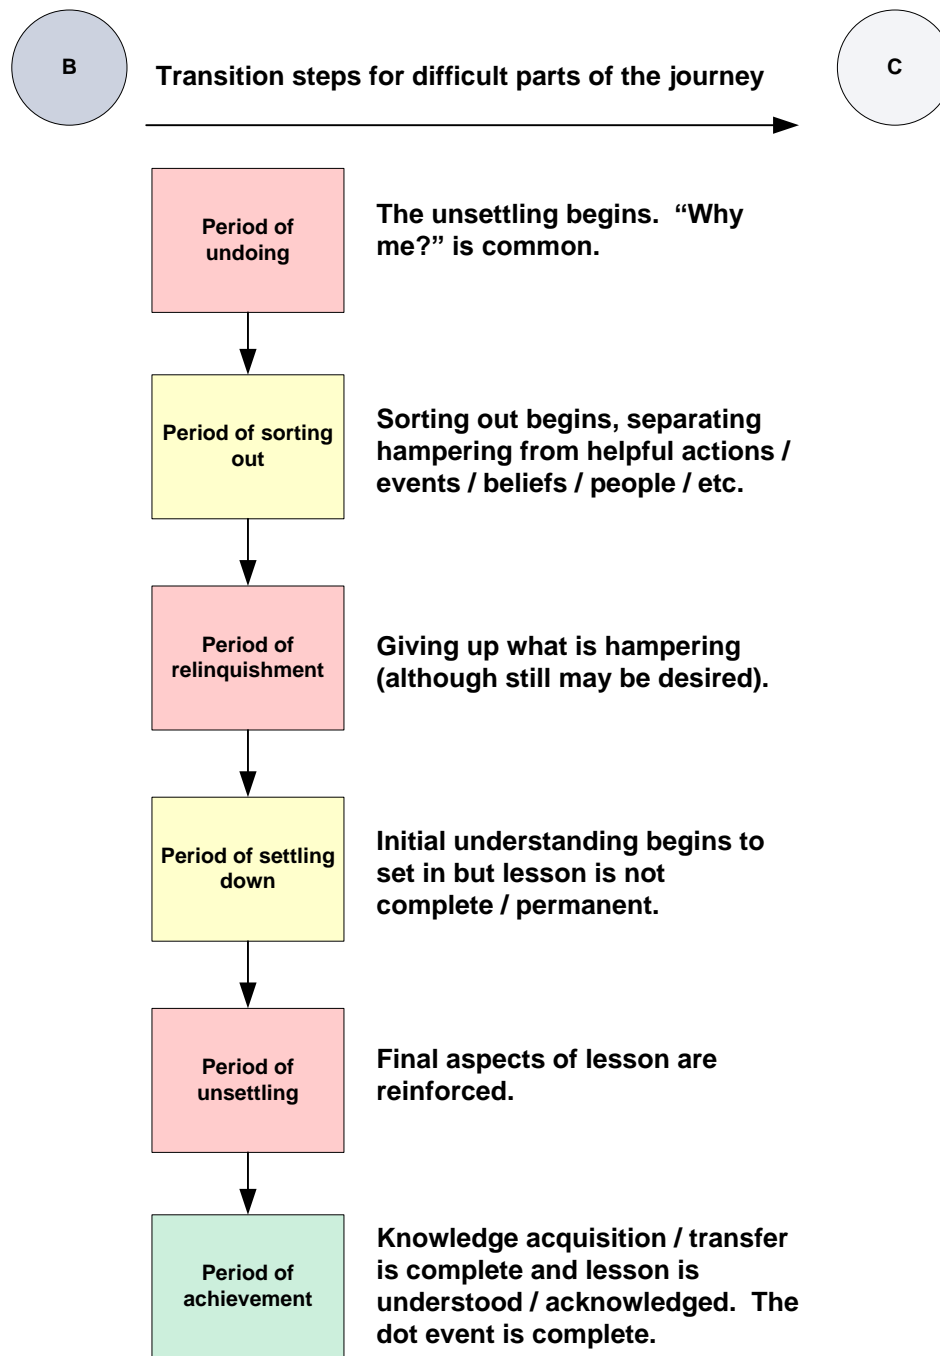 B
Transition steps for difficult parts of the journey
C
Period of
undoing
The unsettling begins.  “Why
me?” is common.
Period of sorting
out
Sorting out begins, separating
hampering from helpful actions /
events / beliefs / people / etc.
Period of
relinquishment
Giving up what is hampering
(although still may be desired).
Period of settling
down
Initial understanding begins to
set in but lesson is not
complete / permanent.
Period of
unsettling
Final aspects of lesson are
reinforced.
Period of
achievement
Knowledge acquisition / transfer
is complete and lesson is
understood / acknowledged.  The
dot event is complete.